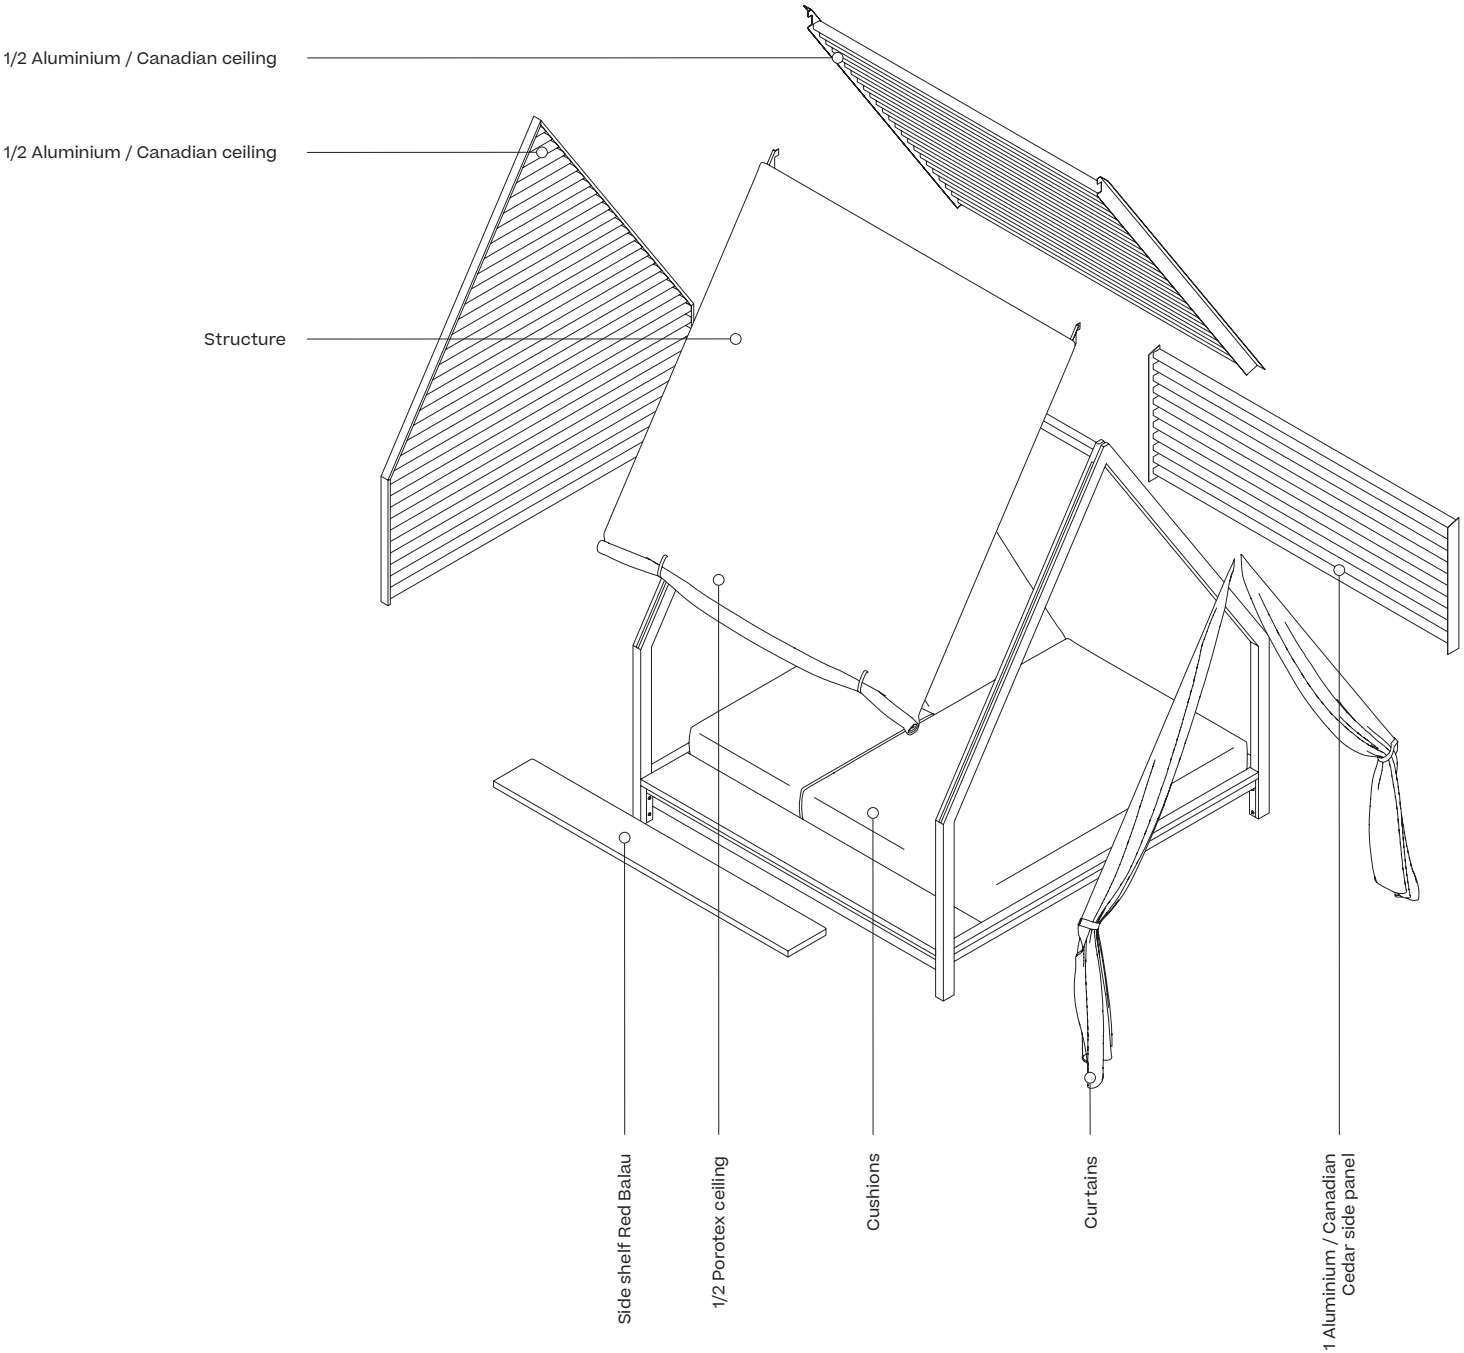 1/2 Aluminium / Canadian ceiling
1/2 Aluminium / Canadian ceiling
Structure
Side shelf Red Balau
1/2 Porotex ceiling
Cushions
Curtains
1 Aluminium / Canadian
Cedar side panel